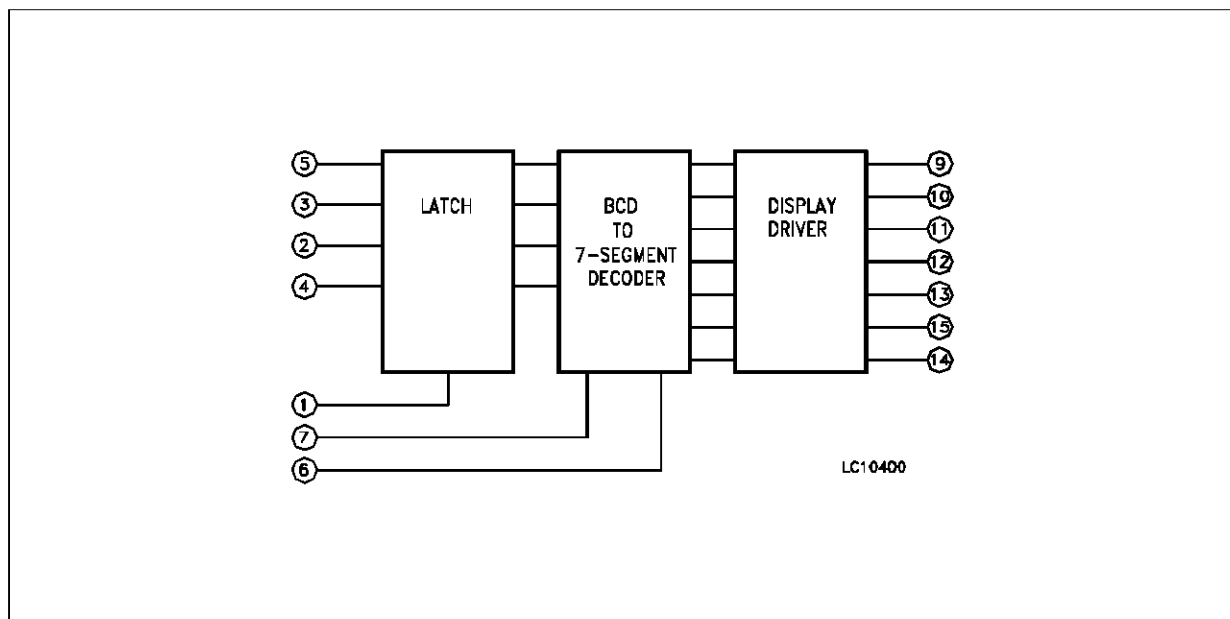 5
3
2
4
1
7
6
LATCH
BCD
TO
7-SEGMENT
DECODER
DISPLAY
DRIVER
9
10
11
12
13
15
14
LC10400